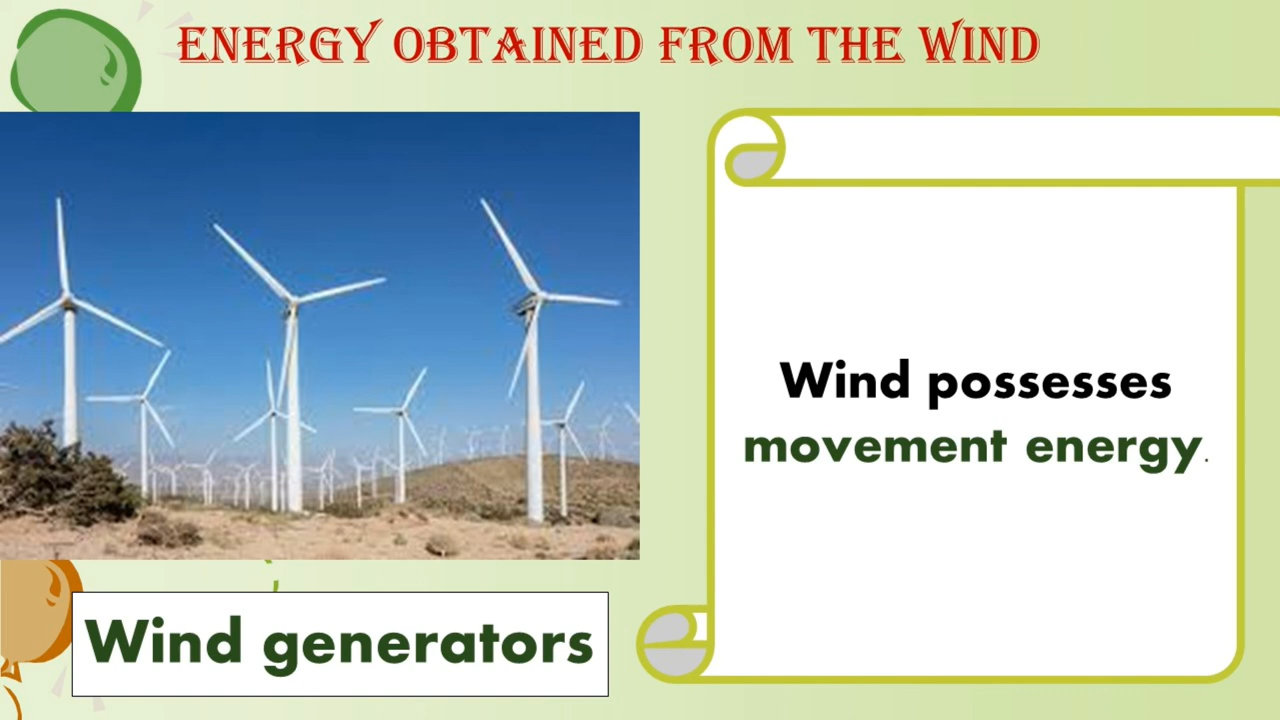 ENERGY OBTAINED FROM THE WIND
Wind possesses
movement energy.
Wind generators